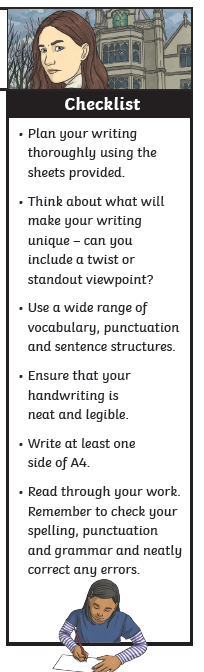 Checklist
• Plan your writing
thoroughly using the
sheets provided.
• Think about what will
make your writing
unique – can you
include a twist or
standout viewpoint?
• Use a wide range of
vocabulary, punctuation
and sentence structures.
• Ensure that your
handwriting is
neat and legible.
• Write at least one
side of A4.
• Read through your work.
Remember to check your
spelling, punctuation
and grammar and neatly
correct any errors.